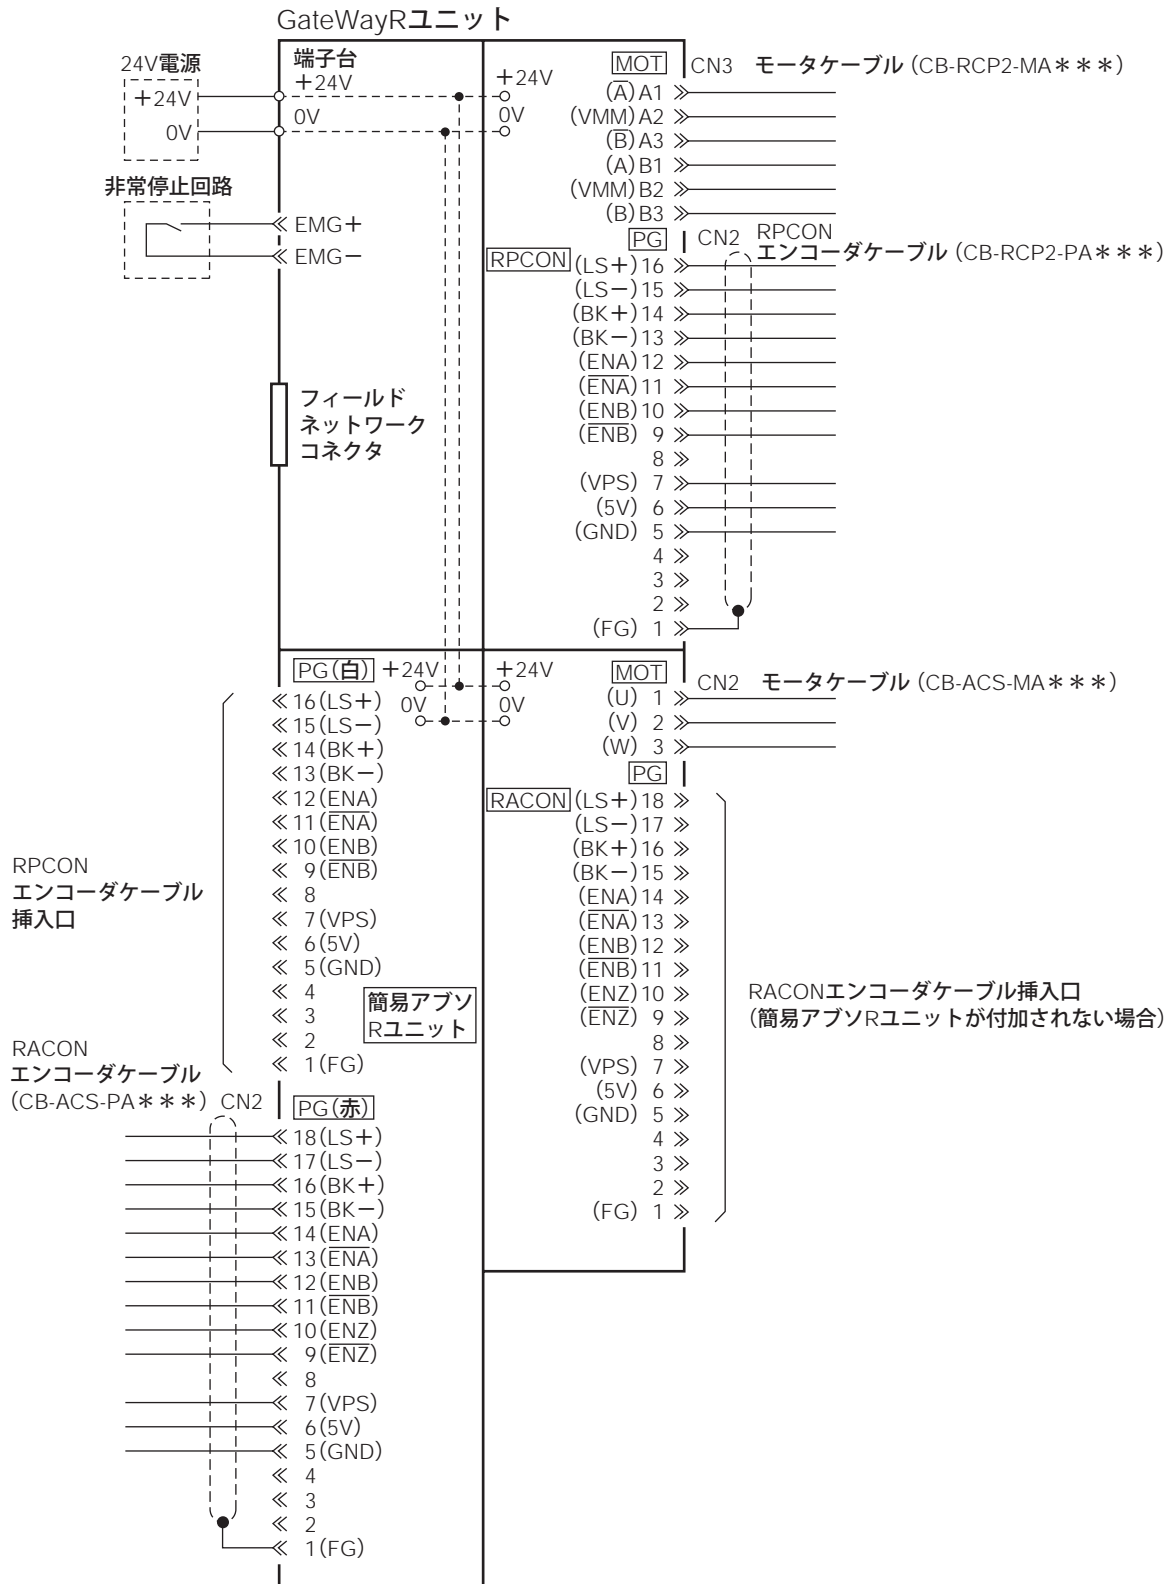 GateWayRユニット
24V電源
+24V
0V
端子台
+24V
0V
+24V
0V
非常停止回路
EMG+
EMG−
フィールド
ネットワーク
コネクタ
MOT CN3 モータケーブル(CB-RCP2-MA＊＊＊)
(A̅)A1
(VMM)A2
(B̅)A3
(A)B1
(VMM)B2
(B)B3
PG CN2 RPCON
エンコーダケーブル(CB-RCP2-PA＊＊＊)
RPCON (LS+)16
(LS−)15
(BK+)14
(BK−)13
(ENA)12
(E̅N̅A̅)11
(ENB)10
(E̅N̅B̅) 9
8
(VPS) 7
(5V) 6
(GND) 5
4
3
2
(FG) 1
PG(白) +24V
0V
16(LS+)
15(LS−)
14(BK+)
13(BK−)
12(ENA)
11(E̅N̅A̅)
10(ENB)
9(E̅N̅B̅)
8
7(VPS)
6(5V)
5(GND)
4
3
2
1(FG)
RPCON
エンコーダケーブル
挿入口
簡易アブソ
Rユニット
+24V
0V
MOT CN2 モータケーブル(CB-ACS-MA＊＊＊)
(U) 1
(V) 2
(W) 3
PG
RACON (LS+)18
(LS−)17
(BK+)16
(BK−)15
(ENA)14
(E̅N̅A̅)13
(ENB)12
(E̅N̅B̅)11
(ENZ)10
(E̅N̅Z̅) 9
8
(VPS) 7
(5V) 6
(GND) 5
4
3
2
(FG) 1
RACONエンコーダケーブル挿入口
(簡易アブソRユニットが付加されない場合)
RACON
エンコーダケーブル
(CB-ACS-PA＊＊＊) CN2 PG(赤)
18(LS+)
17(LS−)
16(BK+)
15(BK−)
14(ENA)
13(E̅N̅A̅)
12(ENB)
11(E̅N̅B̅)
10(ENZ)
9(E̅N̅Z̅)
8
7(VPS)
6(5V)
5(GND)
4
3
2
1(FG)